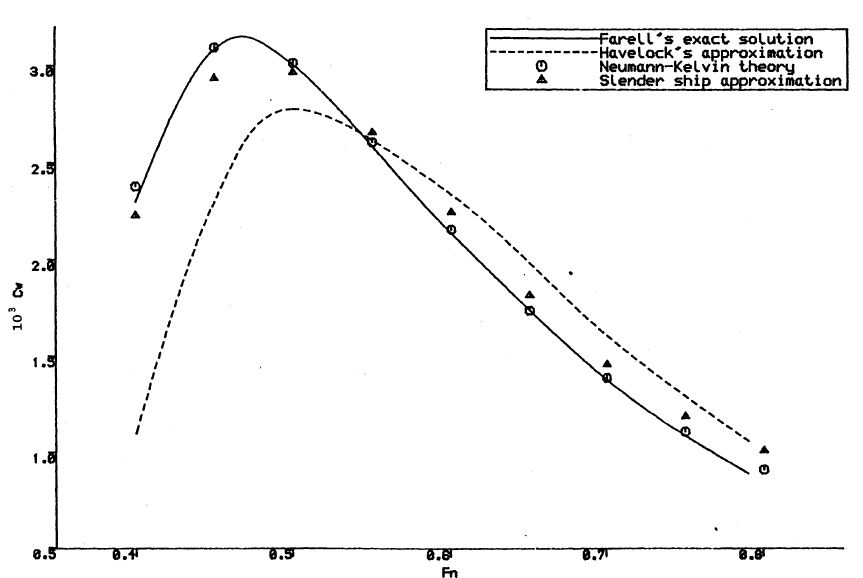 Farell's exact solution
Havelock's approximation
Neumann-Kelvin theory
Slender ship approximation
3.0
2.5
2.0
1.5
1.0
0.5
10³ Cw
0.4 0.5 0.6 0.7 0.8
Fn